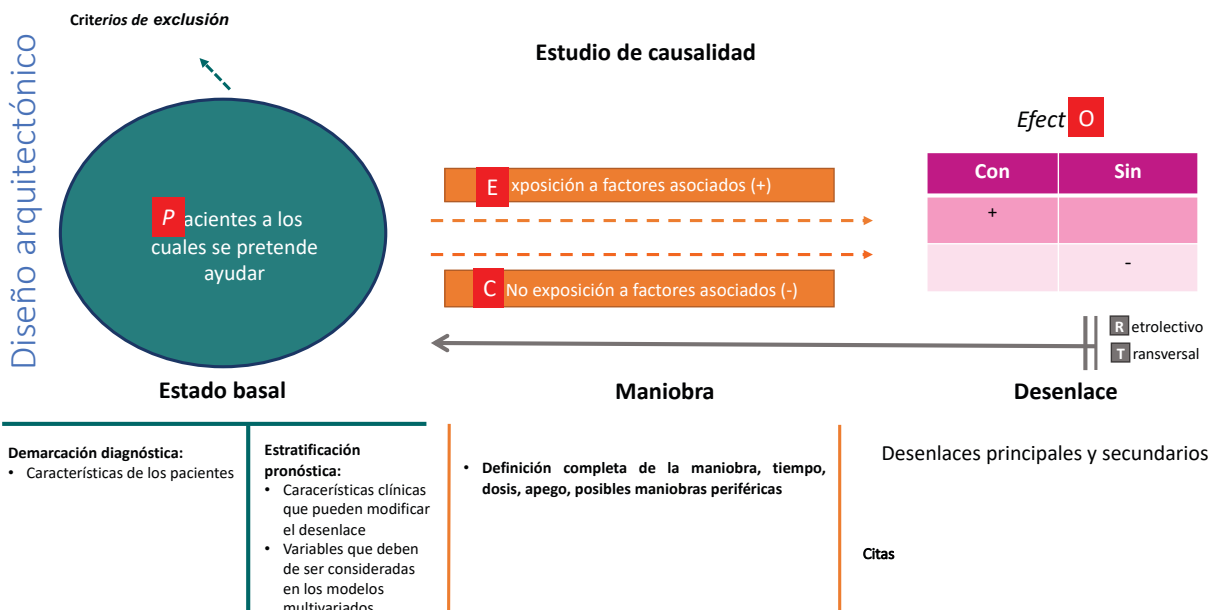 Diseño arquitectónico
Criterios de exclusión
Estudio de causalidad
Pacientes a los
cuales se pretende
ayudar
Exposición a factores asociados (+)
C No exposición a factores asociados (-)
Efecto O
Con Sin
+
-
Retrolectivo
Transversal
Estado basal
Maniobra
Desenlace
Demarcación diagnóstica:
• Características de los pacientes
Estratificación
pronóstica:
• Caracerísticas clínicas
que pueden modificar
el desenlace
• Variables que deben
de ser consideradas
en los modelos
multivariados
• Definición completa de la maniobra, tiempo,
dosis, apego, posibles maniobras periféricas
Desenlaces principales y secundarios
Citas